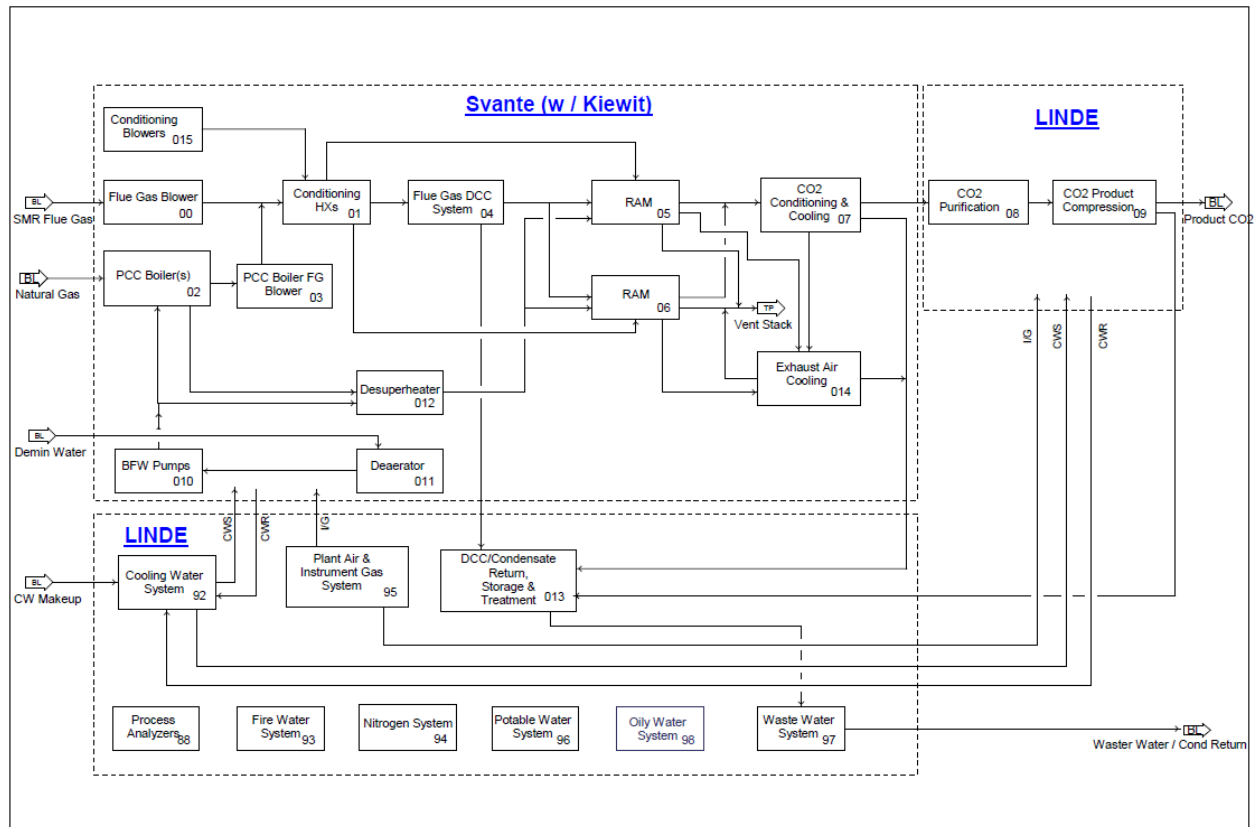 Svante (w / Kiewit)
LINDE
Conditioning
Blowers
015
BL
SMR Flue Gas
Flue Gas Blower
00
Conditioning
HXs
01
Flue Gas DCC
System
04
RAM
05
CO2
Conditioning &
Cooling
07
CO2
Purification
08
CO2 Product
Compression
09
BL
Product CO2
BL
Natural Gas
PCC Boiler(s)
02
PCC Boiler FG
Blower
03
RAM
06
TP
Vent Stack
Exhaust Air
Cooling
014
I/G
CWS
CWR
Desuperheater
012
BL
Demin Water
BFW Pumps
010
Deaerator
011
CWS
CWR
I/G
LINDE
BL
CW Makeup
Cooling Water
System
92
Plant Air &
Instrument Gas
System
95
DCC/Condensate
Return,
Storage &
Treatment
013
Process
Analyzers
88
Fire Water
System
93
Nitrogen System
94
Potable Water
System
96
Oily Water
System
98
Waste Water
System
97
BL
Waster Water / Cond Return